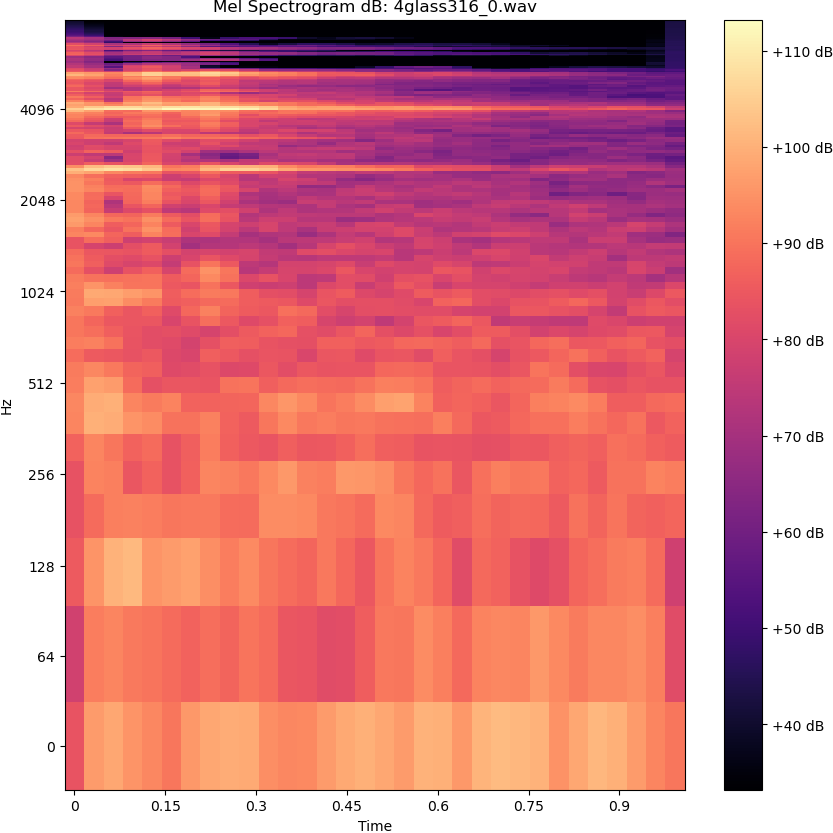 Mel Spectrogram dB: 4glass316_0.wav
+110 dB
4096
+100 dB
2048
+90 dB
1024
+80 dB
512
Hz
+70 dB
256
+60 dB
128
+50 dB
64
+40 dB
0
0 0.15 0.3 0.45 0.6 0.75 0.9
Time